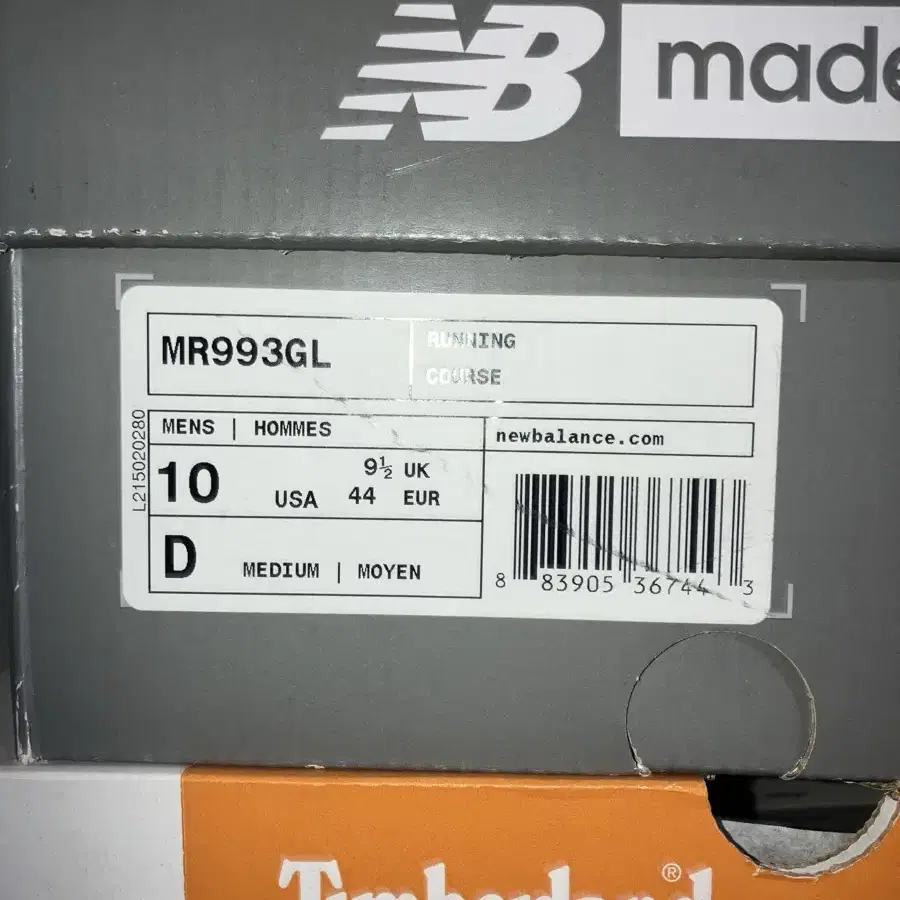 NB made
MR993GL
RUNNING
COURSE
L215020280
MENS | HOMMES
10 USA
9½ UK
44 EUR
D
MEDIUM | MOYEN
newbalance.com
8 83905 36744 3
Timberland®